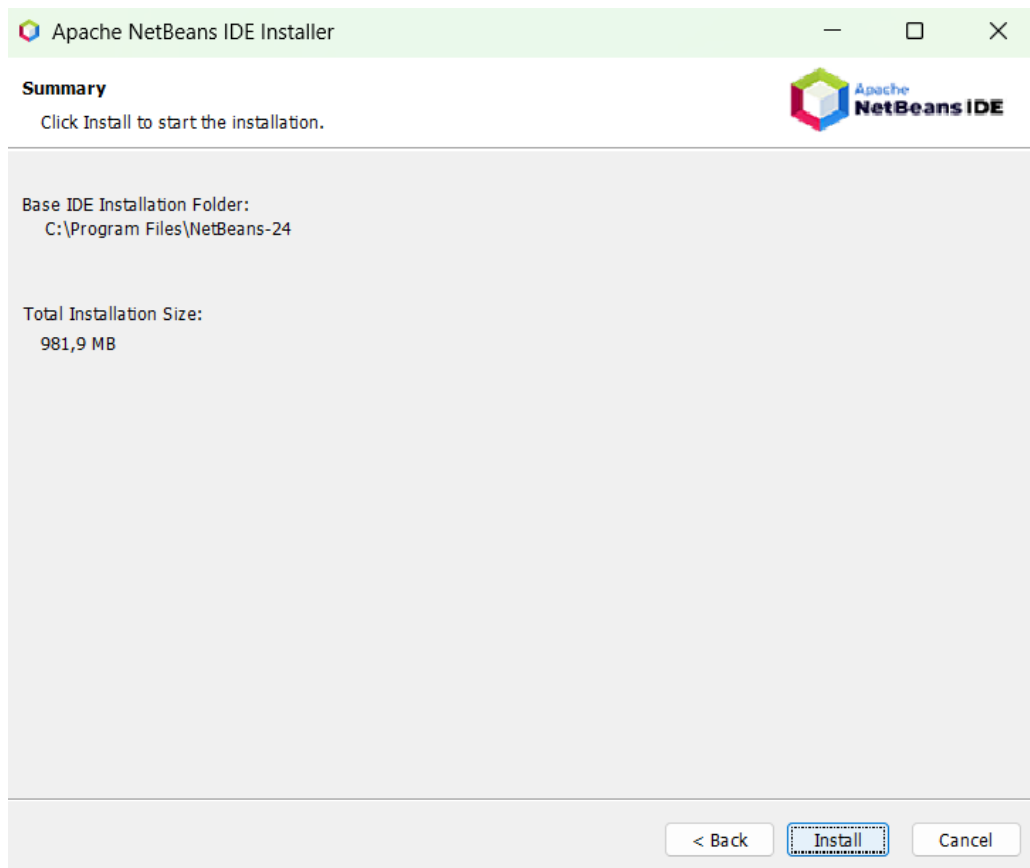 Apache NetBeans IDE Installer
Summary
Click Install to start the installation.
Apache
NetBeans IDE
Base IDE Installation Folder:
C:\Program Files\NetBeans-24
Total Installation Size:
981,9 MB
< Back
Install
Cancel